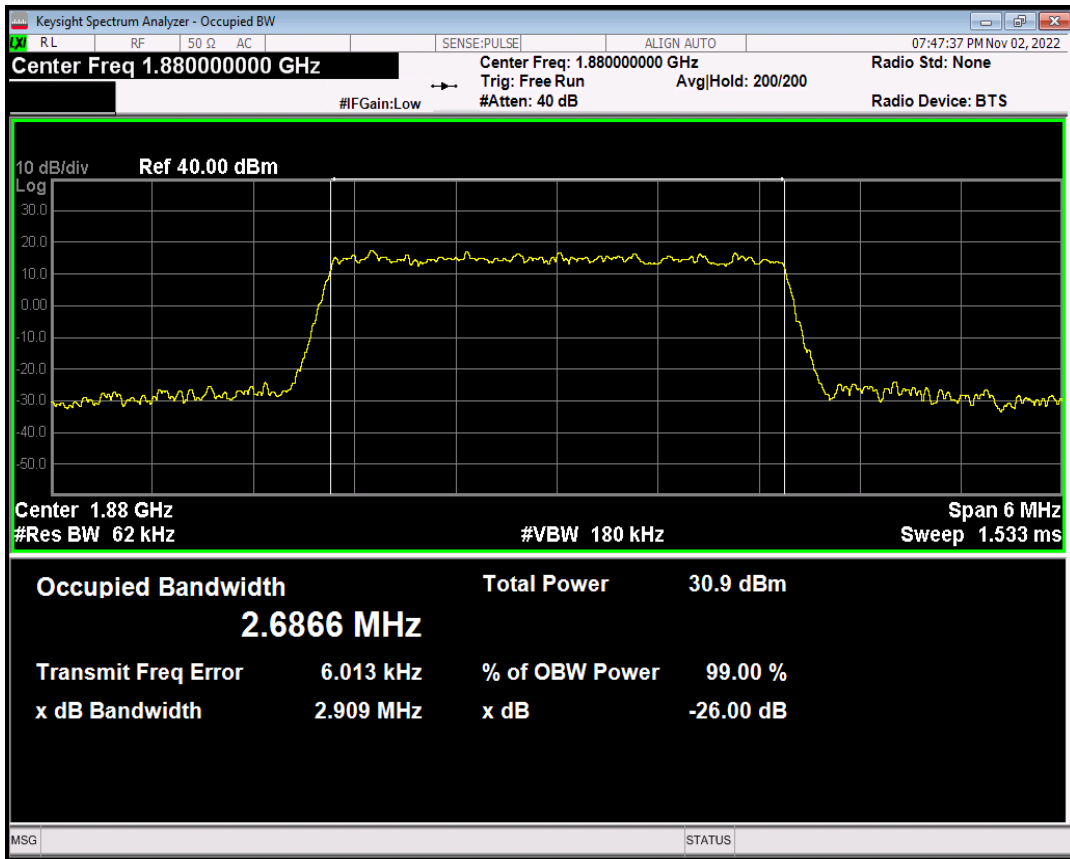 Keysight Spectrum Analyzer - Occupied BW
LXI RL RF 50 Ω AC SENSE:PULSE ALIGN AUTO 07:47:37 PM Nov 02, 2022
Center Freq 1.880000000 GHz
Center Freq: 1.880000000 GHz Radio Std: None
Trig: Free Run Avg|Hold: 200/200
#IFGain:Low #Atten: 40 dB Radio Device: BTS
10 dB/div Ref 40.00 dBm
Log
30.0
20.0
10.0
0.00
-10.0
-20.0
-30.0
-40.0
-50.0
Center 1.88 GHz Span 6 MHz
#Res BW 62 kHz #VBW 180 kHz Sweep 1.533 ms
Occupied Bandwidth Total Power 30.9 dBm
2.6866 MHz
Transmit Freq Error 6.013 kHz % of OBW Power 99.00 %
x dB Bandwidth 2.909 MHz x dB -26.00 dB
MSG STATUS